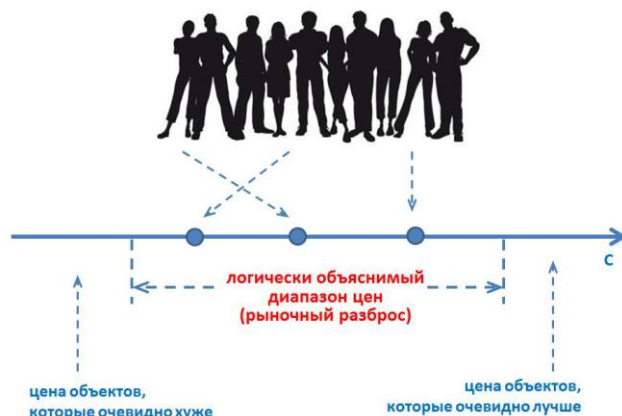 С
логически объяснимый
диапазон цен
(рыночный разброс)
цена объектов,
которые очевидно хуже
цена объектов,
которые очевидно лучше